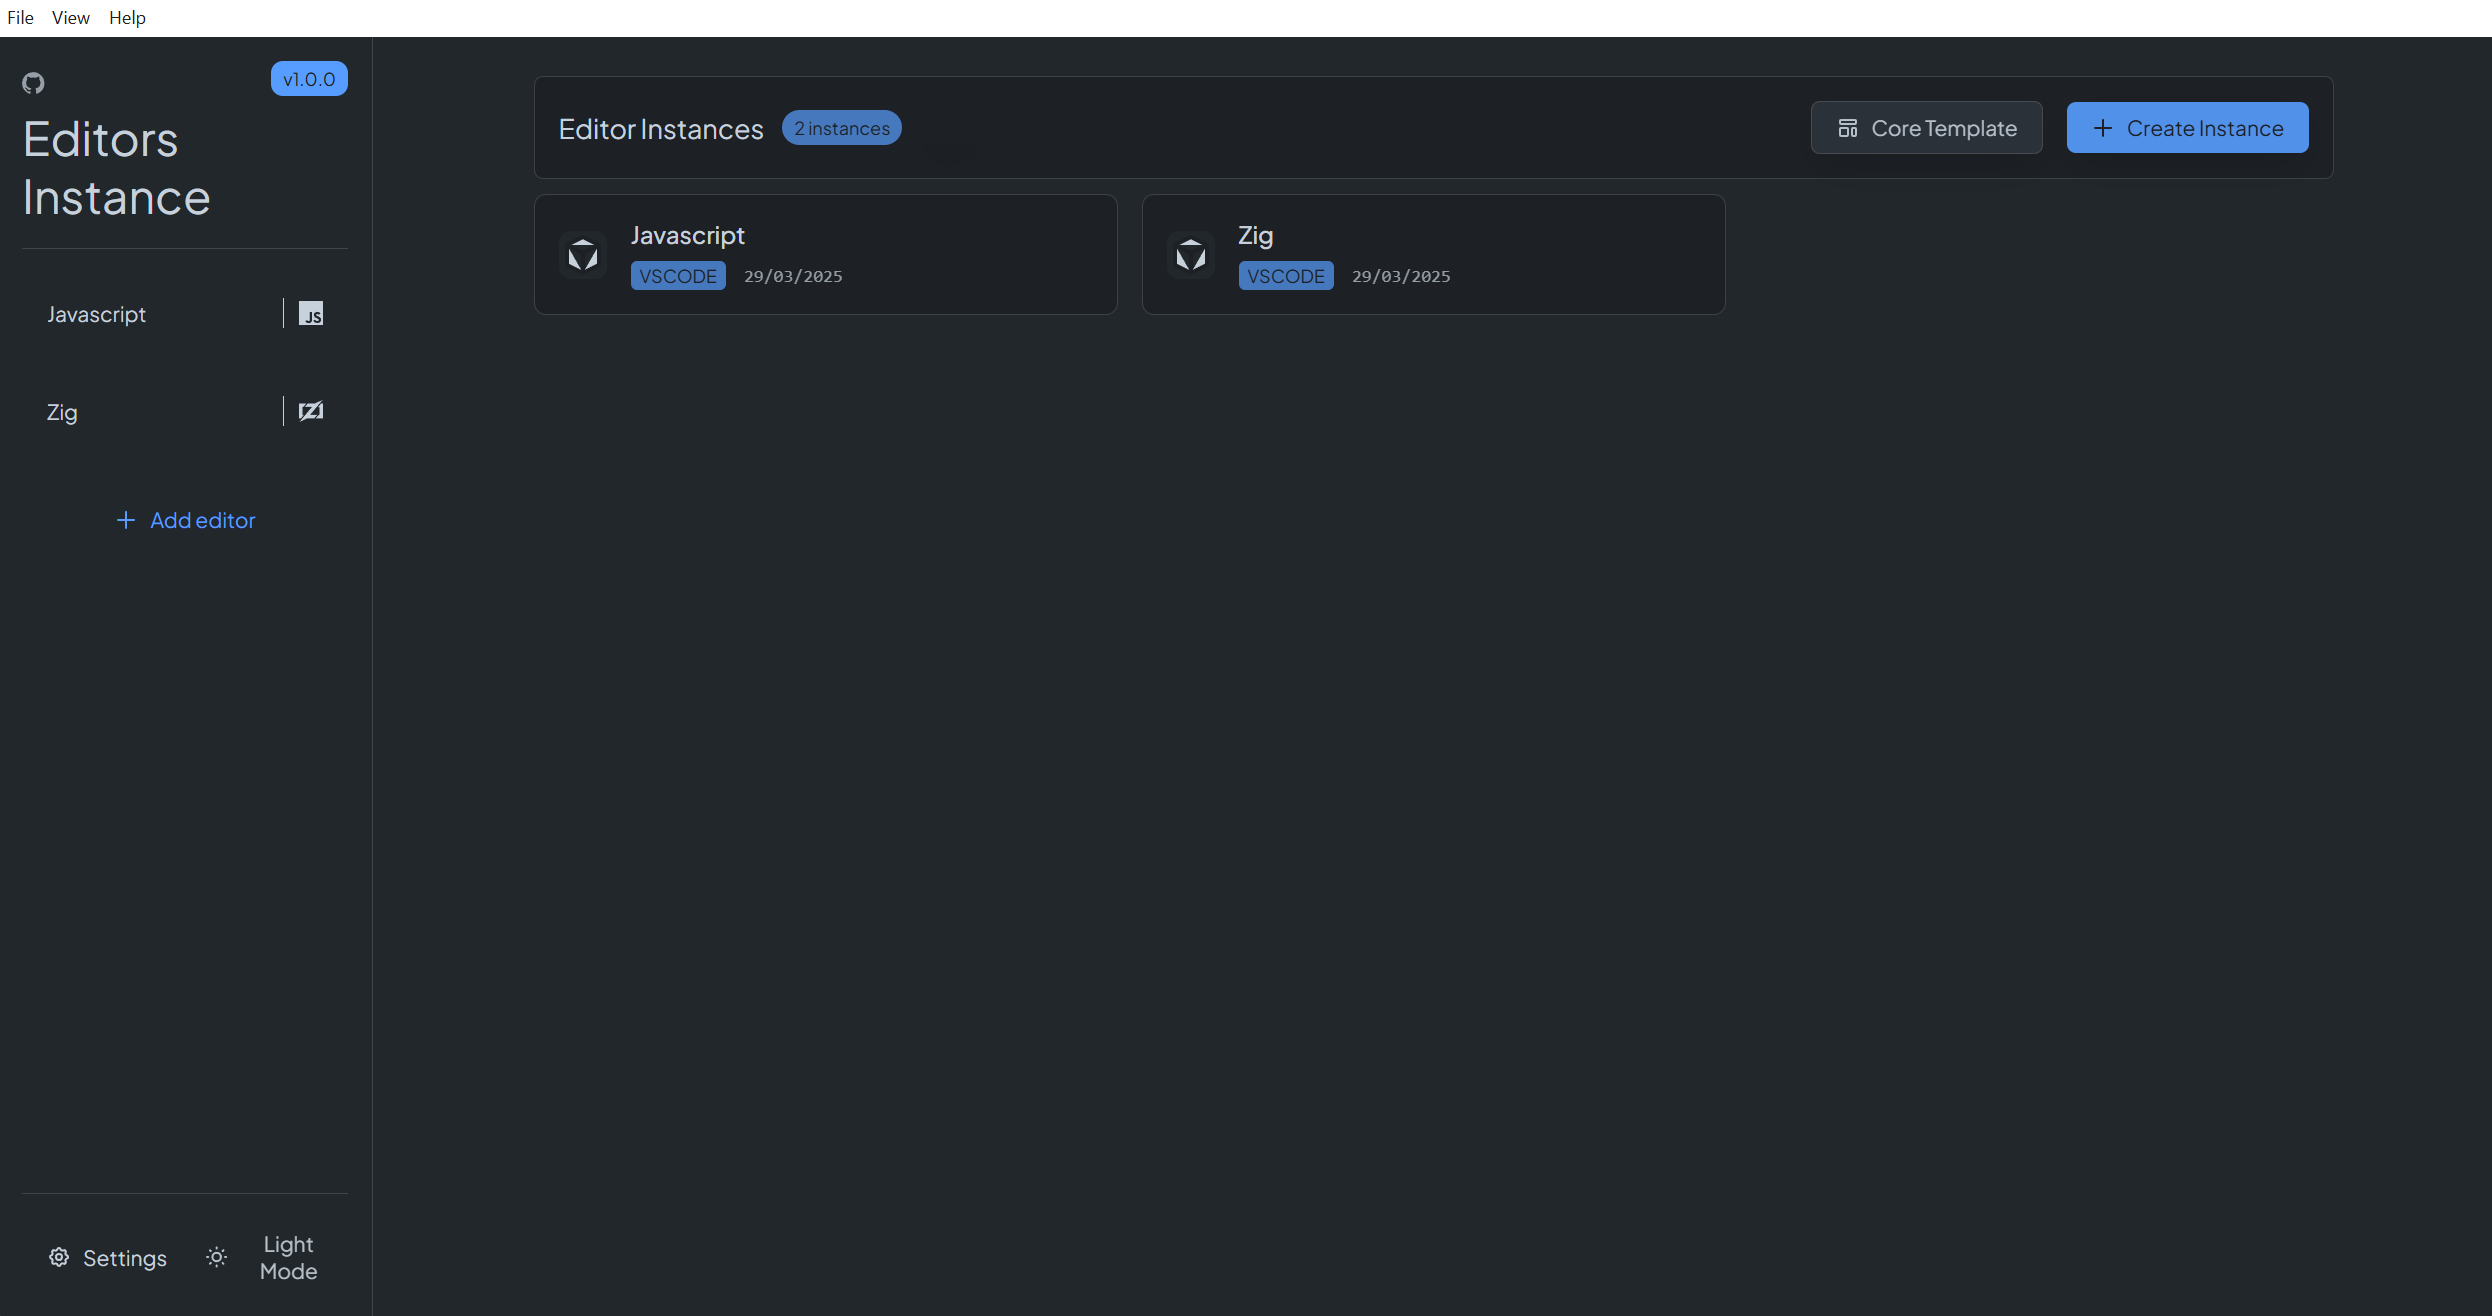 File View Help
v1.0.0
Editors
Instance
Javascript
JS
Zig
Add editor
Settings
Light
Mode
Editor Instances
2 instances
Core Template
Create Instance
Javascript
VSCODE 29/03/2025
Zig
VSCODE 29/03/2025